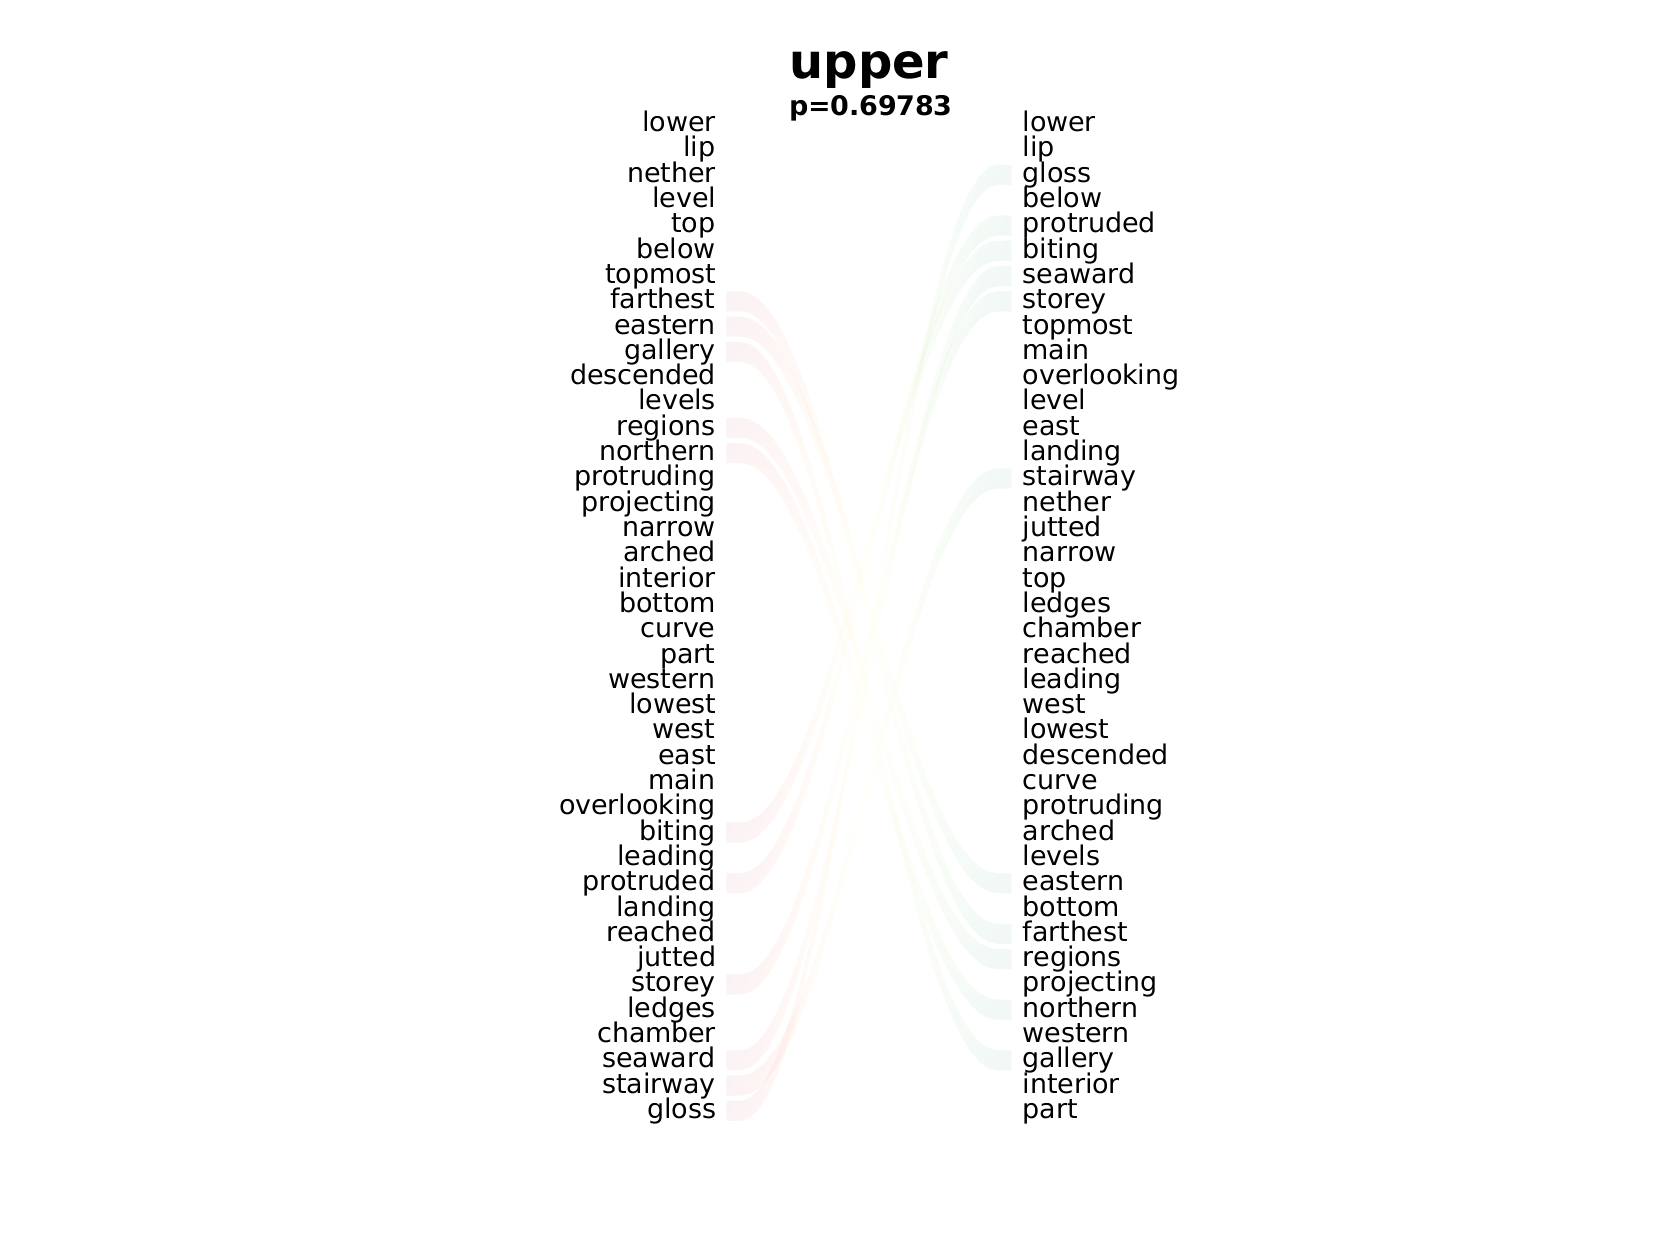 upper
p=0.69783
lower lower
lip lip
nether gloss
level below
top protruded
below biting
topmost seaward
farthest storey
eastern topmost
gallery main
descended overlooking
levels level
regions east
northern landing
protruding stairway
projecting nether
narrow jutted
arched narrow
interior top
bottom ledges
curve chamber
part reached
western leading
lowest west
west lowest
east descended
main curve
overlooking protruding
biting arched
leading levels
protruded eastern
landing bottom
reached farthest
jutted regions
storey projecting
ledges northern
chamber western
seaward gallery
stairway interior
gloss part